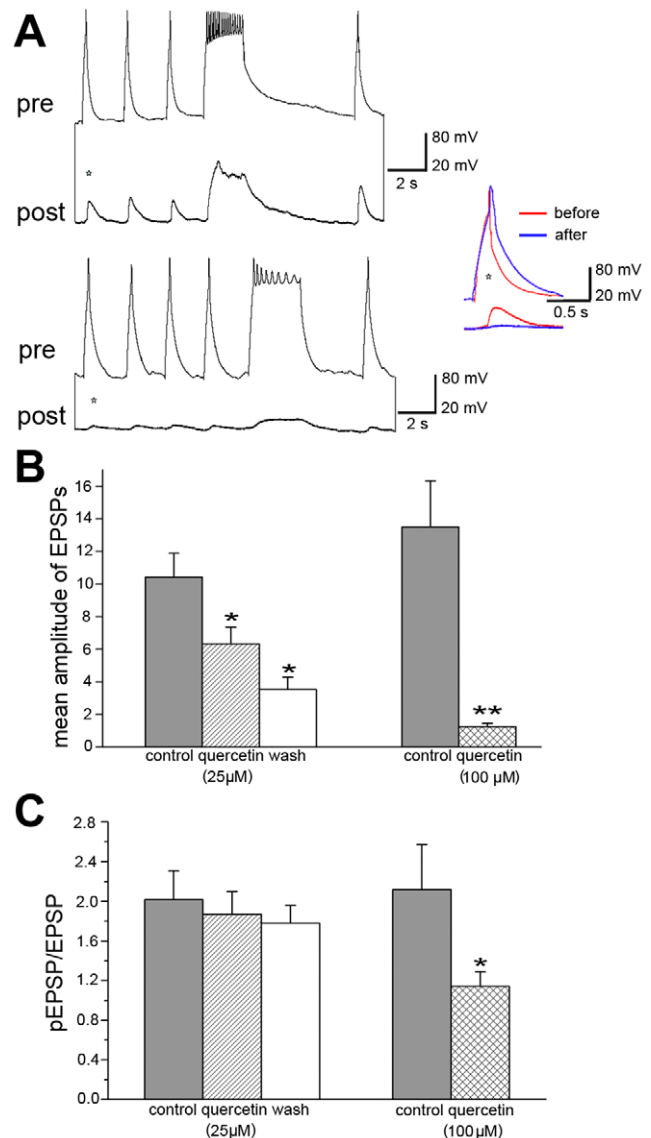 A
pre
80 mV
20 mV
2 s
post
before
after
80 mV
20 mV
0.5 s
pre
80 mV
20 mV
2 s
post
B
mean amplitude of EPSPs
16
14
12
10
8
6
4
2
0
*
*
**
control quercetin wash
(25µM)
control quercetin
(100 µM)
C
pEPSP/EPSP
2.8
2.4
2.0
1.6
1.2
0.8
0.4
0.0
*
control quercetin wash
(25µM)
control quercetin
(100µM)